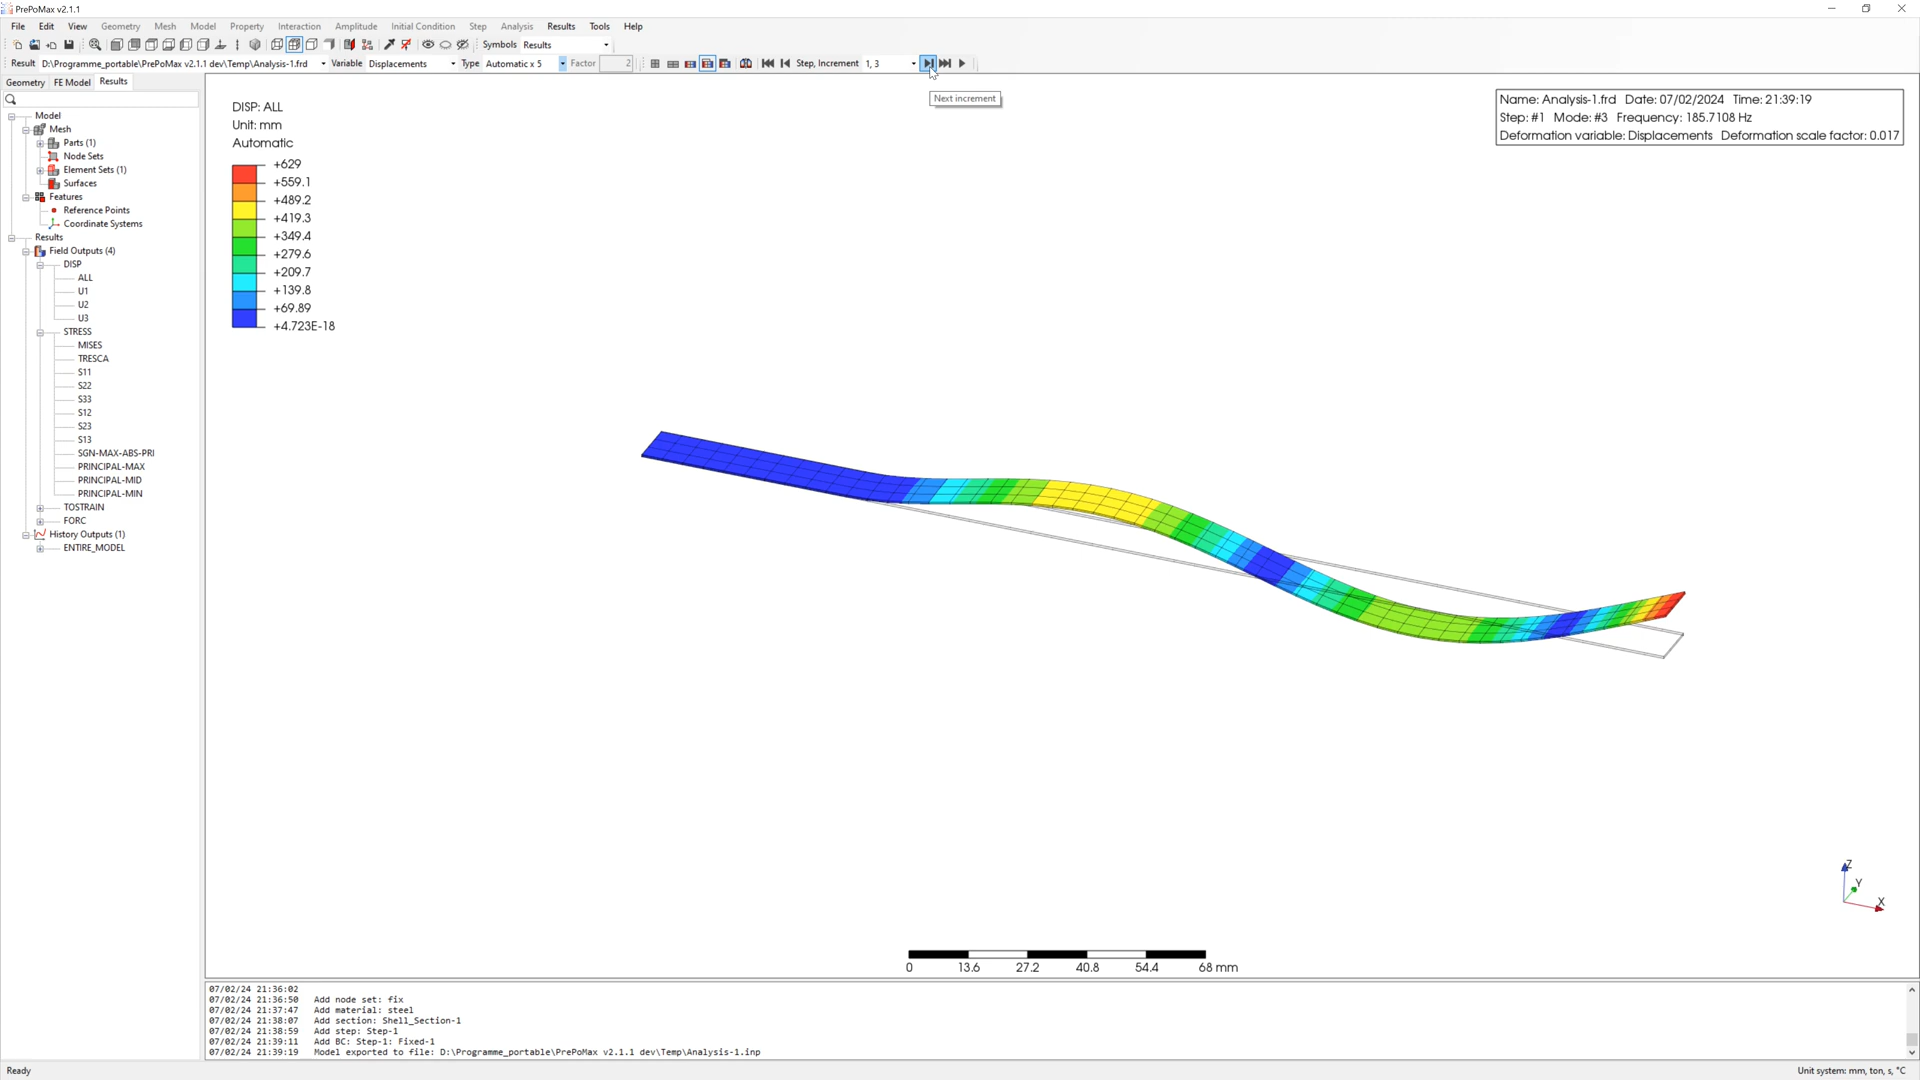 PrePoMax v2.1.1
File Edit View Geometry Mesh Model Property Interaction Amplitude Initial Condition Step Analysis Results Tools Help
Symbols Results
Result D:\Programme_portable\PrePoMax v2.1.1 dev\Temp\Analysis-1.frd Variable Displacements Type Automatic x 5 Factor 2 Step, Increment 1, 3
Geometry FE Model Results
Next increment
Model
Mesh
Parts (1)
Node Sets
Element Sets (1)
Surfaces
Features
Reference Points
Coordinate Systems
Results
Field Outputs (4)
DISP
ALL
U1
U2
U3
STRESS
MISES
TRESCA
S11
S22
S33
S12
S23
S13
SGN-MAX-ABS-PRI
PRINCIPAL-MAX
PRINCIPAL-MID
PRINCIPAL-MIN
TOSTRAIN
FORC
History Outputs (1)
ENTIRE_MODEL
DISP: ALL
Unit: mm
Automatic
+629
+559.1
+489.2
+419.3
+349.4
+279.6
+209.7
+139.8
+69.89
+4.723E-18
Name: Analysis-1.frd Date: 07/02/2024 Time: 21:39:19
Step: #1 Mode: #3 Frequency: 185.7108 Hz
Deformation variable: Displacements Deformation scale factor: 0.017
Z
Y
X
0 13.6 27.2 40.8 54.4 68 mm
07/02/24 21:36:02
07/02/24 21:36:50 Add node set: fix
07/02/24 21:37:47 Add material: steel
07/02/24 21:38:07 Add section: Shell_Section-1
07/02/24 21:38:59 Add step: Step-1
07/02/24 21:39:11 Add BC: Step-1: Fixed-1
07/02/24 21:39:19 Model exported to file: D:\Programme_portable\PrePoMax v2.1.1 dev\Temp\Analysis-1.inp
Ready
Unit system: mm, ton, s, °C